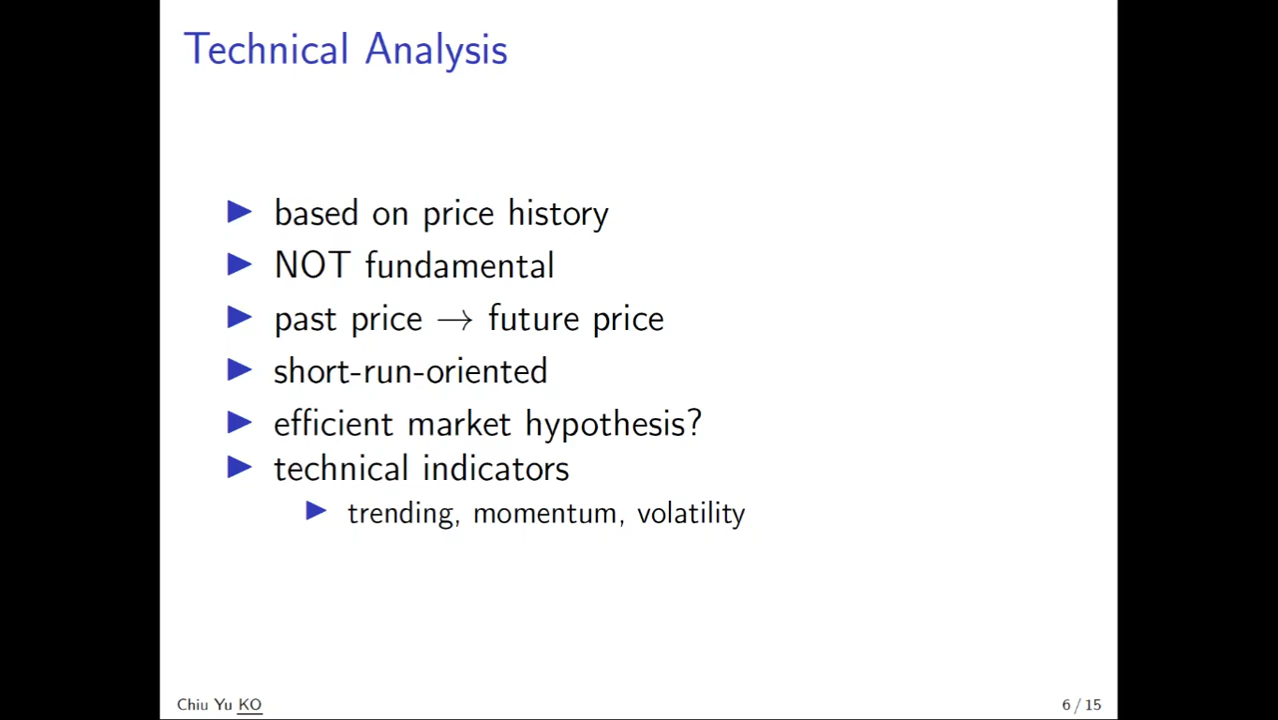 Technical Analysis
based on price history
NOT fundamental
past price → future price
short-run-oriented
efficient market hypothesis?
technical indicators
trending, momentum, volatility
Chiu Yu KO
6 / 15